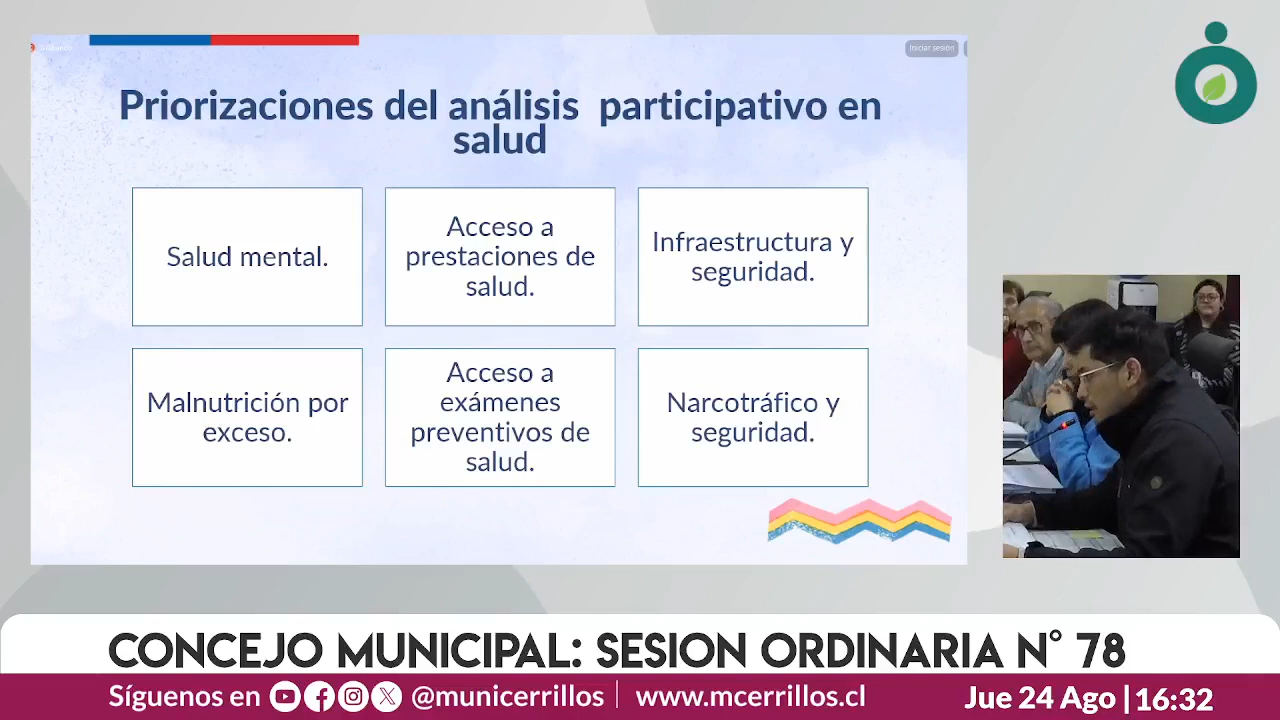 Iniciar sesión
Priorizaciones del análisis participativo en
salud
Salud mental.
Acceso a
prestaciones de
salud.
Infraestructura y
seguridad.
Malnutrición por
exceso.
Acceso a
exámenes
preventivos de
salud.
Narcotráfico y
seguridad.
CONCEJO MUNICIPAL: SESION ORDINARIA N° 78
Síguenos en @municerrillos | www.mcerrillos.cl
Jue 24 Ago | 16:32